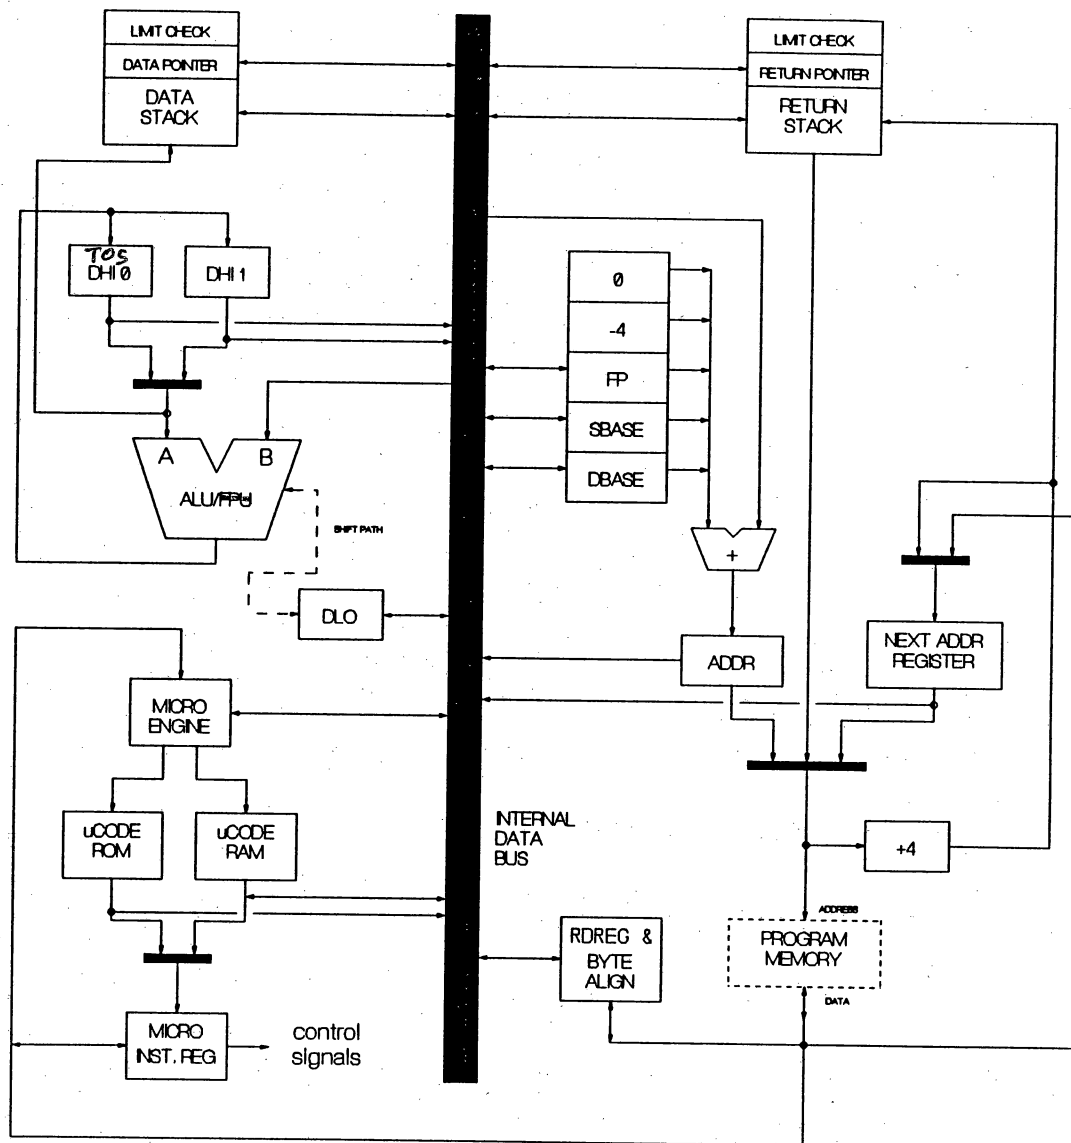 LIMIT CHECK
DATA POINTER
DATA
STACK
LIMIT CHECK
RETURN POINTER
RETURN
STACK
TOS
DHI 0
DHI 1
0
-4
FP
SBASE
DBASE
A
B
SHIFT PATH
+
DLO
ADDR
NEXT ADDR
REGISTER
MICRO
ENGINE
uCODE
ROM
uCODE
RAM
INTERNAL
DATA
BUS
+4
ADDRESS
PROGRAM
MEMORY
RDREG &
BYTE
ALIGN
DATA
MICRO
INST. REG
control
signals